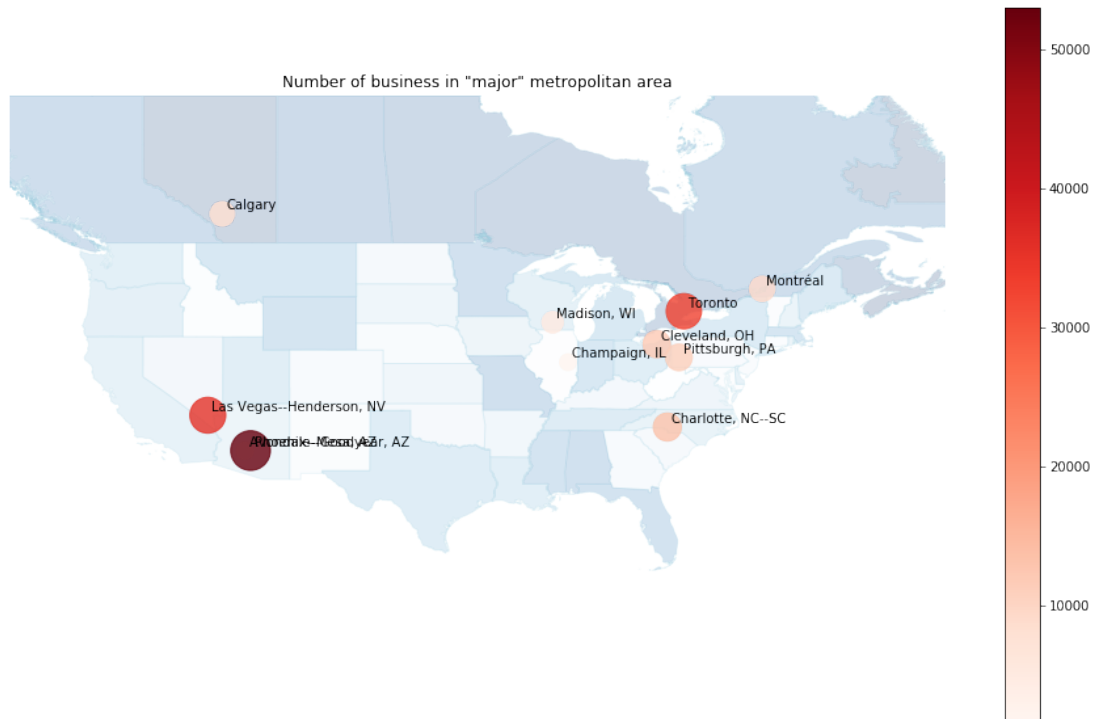 Number of business in "major" metropolitan area
50000
40000
30000
20000
10000
Calgary
Montréal
Toronto
Madison, WI
Cleveland, OH
Pittsburgh, PA
Champaign, IL
Las Vegas--Henderson, NV
Charlotte, NC--SC
AZ